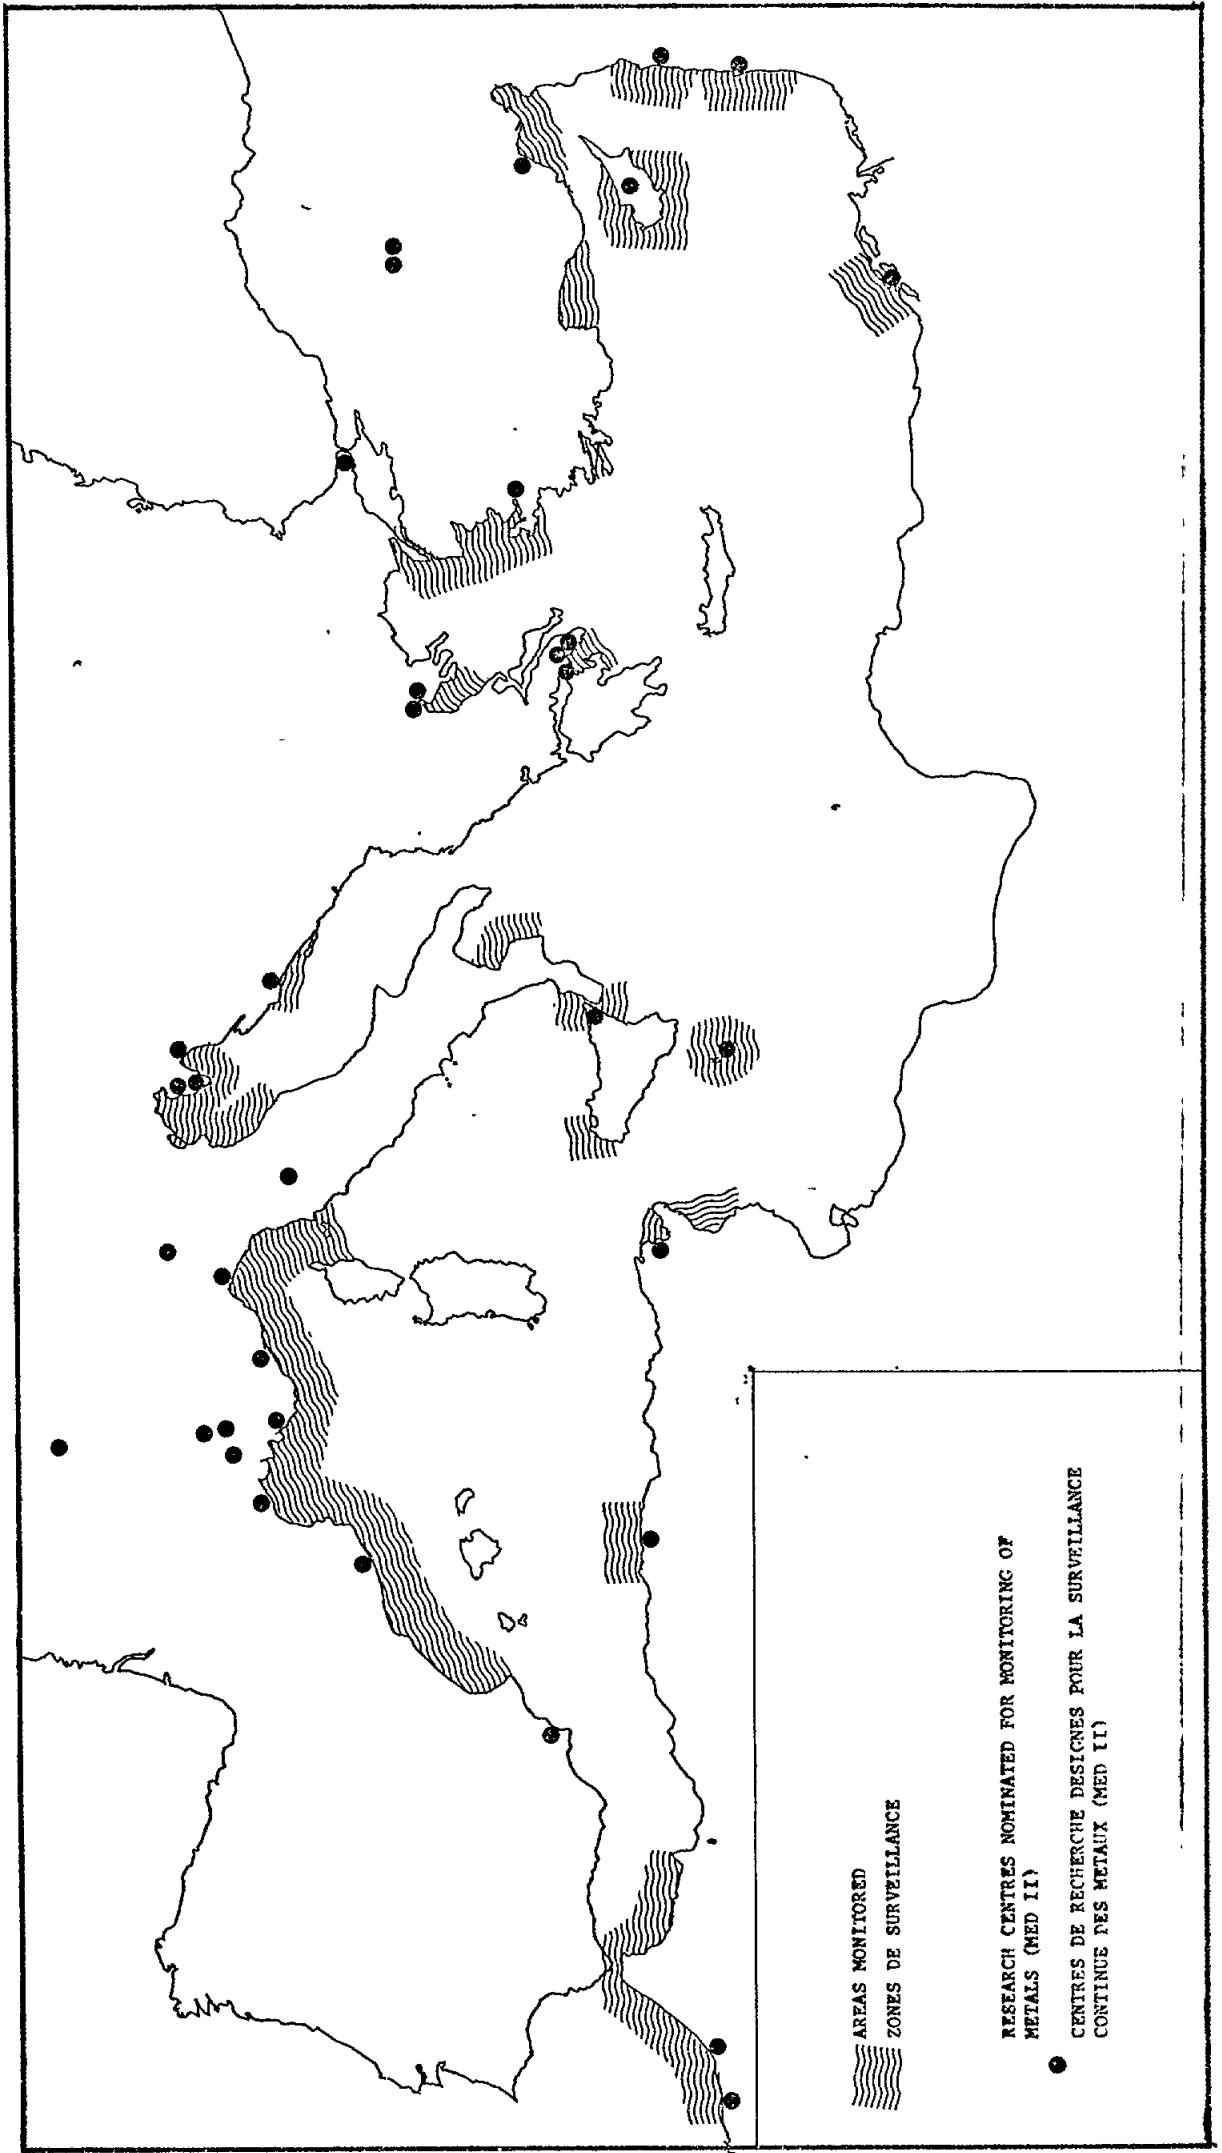 AREAS MONITORED
ZONES DE SURVEILLANCE
RESEARCH CENTRES NOMINATED FOR MONITORING OF
METALS (MED II)
CENTRES DE RECHERCHE DESIGNES POUR LA SURVEILLANCE
CONTINUE DES METAUX (MED II)